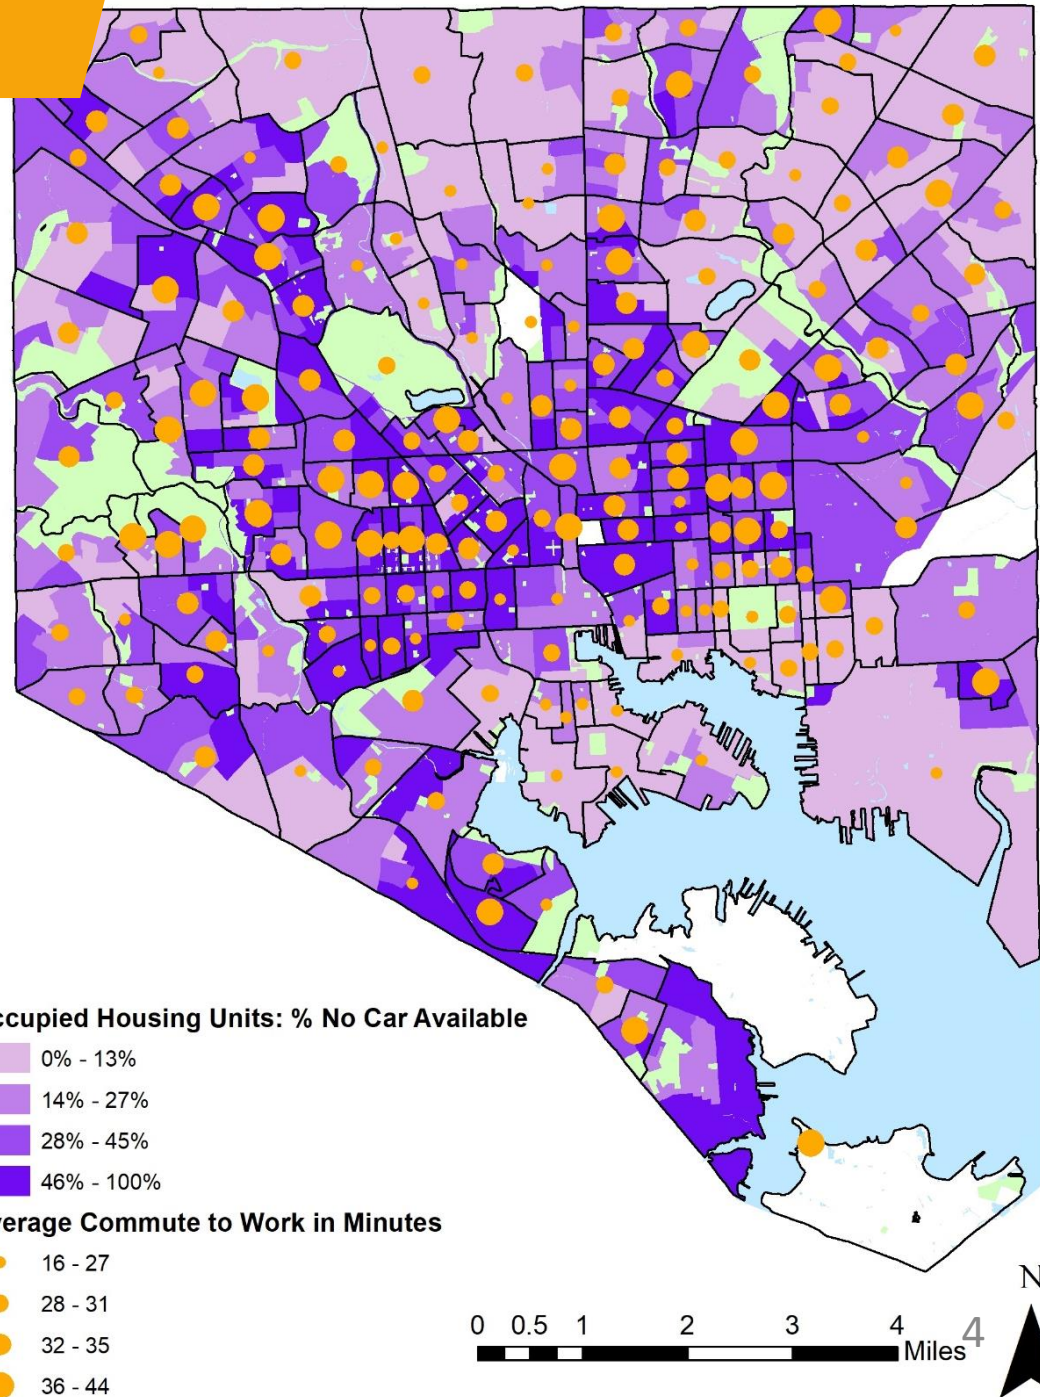 ccupied Housing Units: % No Car Available
0% - 13%
14% - 27%
28% - 45%
46% - 100%
verage Commute to Work in Minutes
16 - 27
28 - 31
32 - 35
36 - 44
0 0.5 1 2 3 4
Miles
4
N